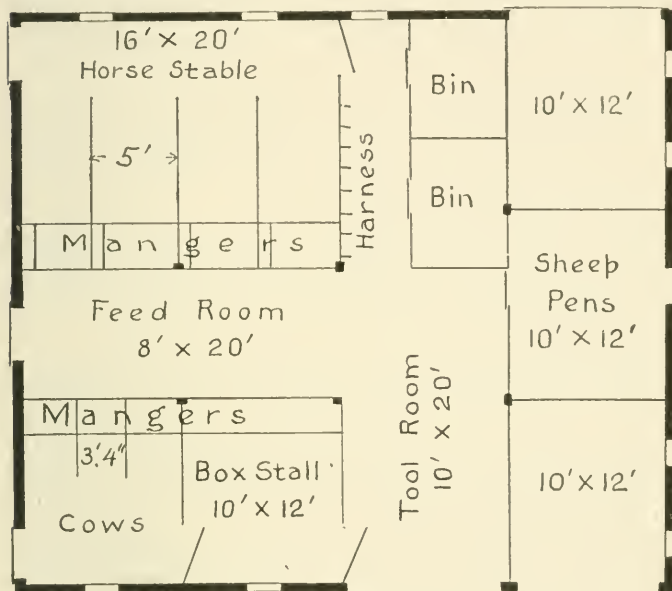 16' × 20'
Horse Stable
5'
Mangers
Harness
Bin
Bin
10' × 12'
Sheep
Pens
10' × 12'
10' × 12'
Feed Room
8' × 20'
Mangers
3'.4"
Cows
Box Stall
10' × 12'
Tool Room
10' × 20'